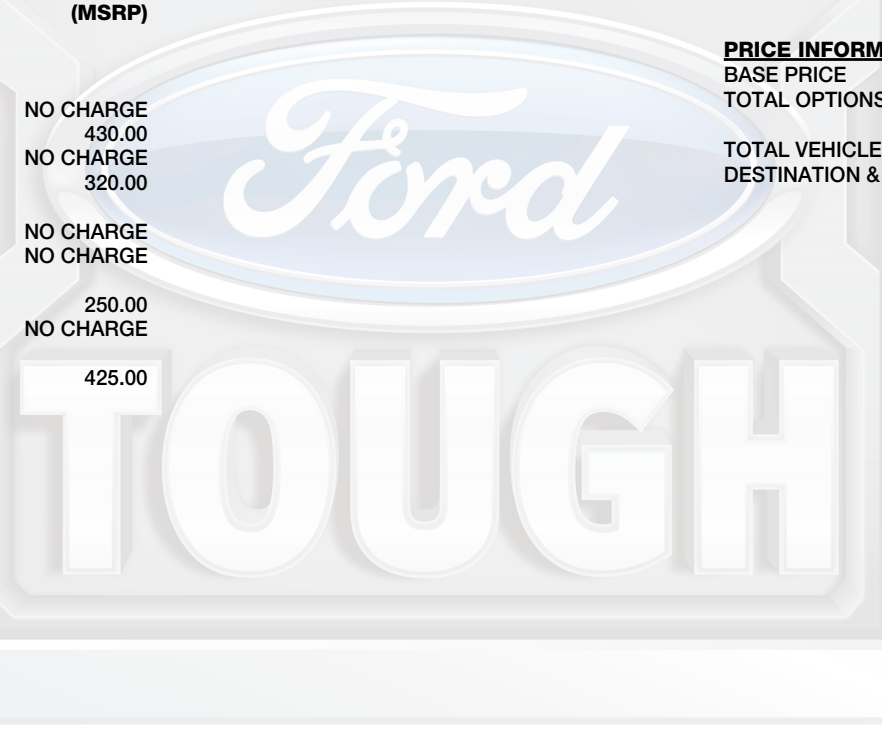 (MSRP)
NO CHARGE
430.00
NO CHARGE
320.00
NO CHARGE
NO CHARGE
250.00
NO CHARGE
425.00
PRICE INFORM
BASE PRICE
TOTAL OPTIONS
TOTAL VEHICLE
DESTINATION &
Ford
TOUGH